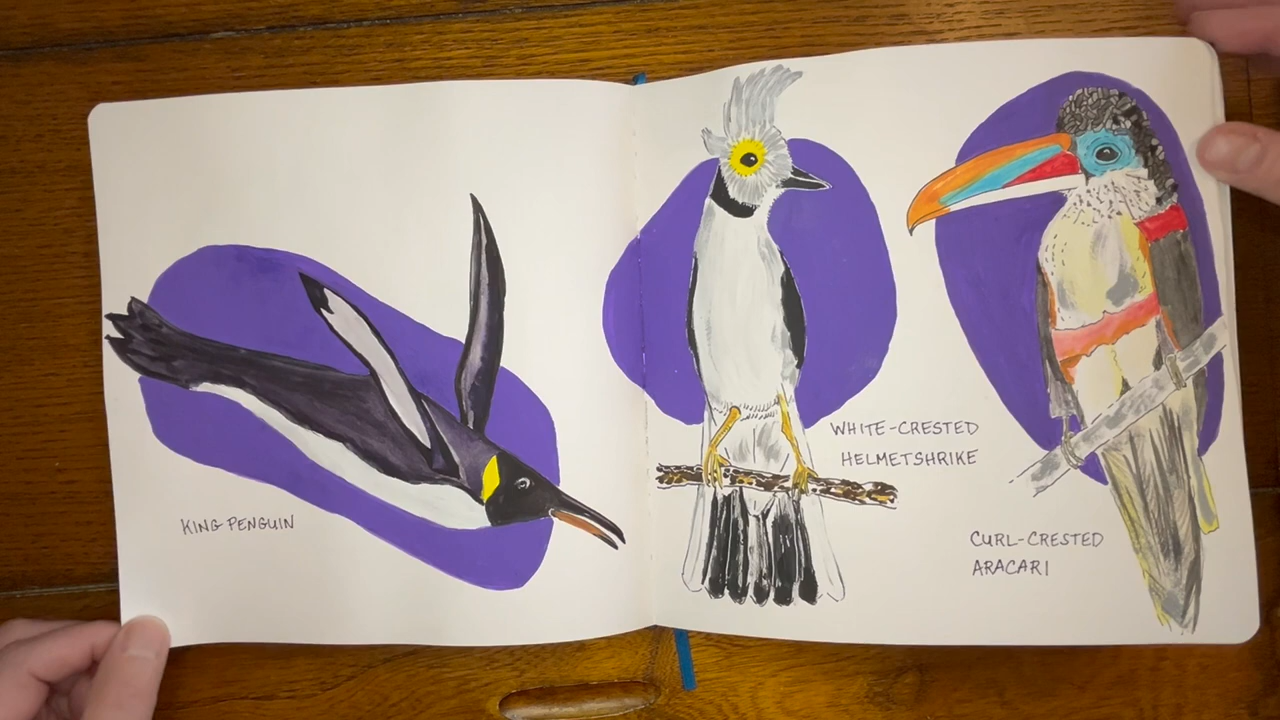 KING PENGUIN
WHITE-CRESTED
HELMETSHRIKE
CURL-CRESTED
ARACARI